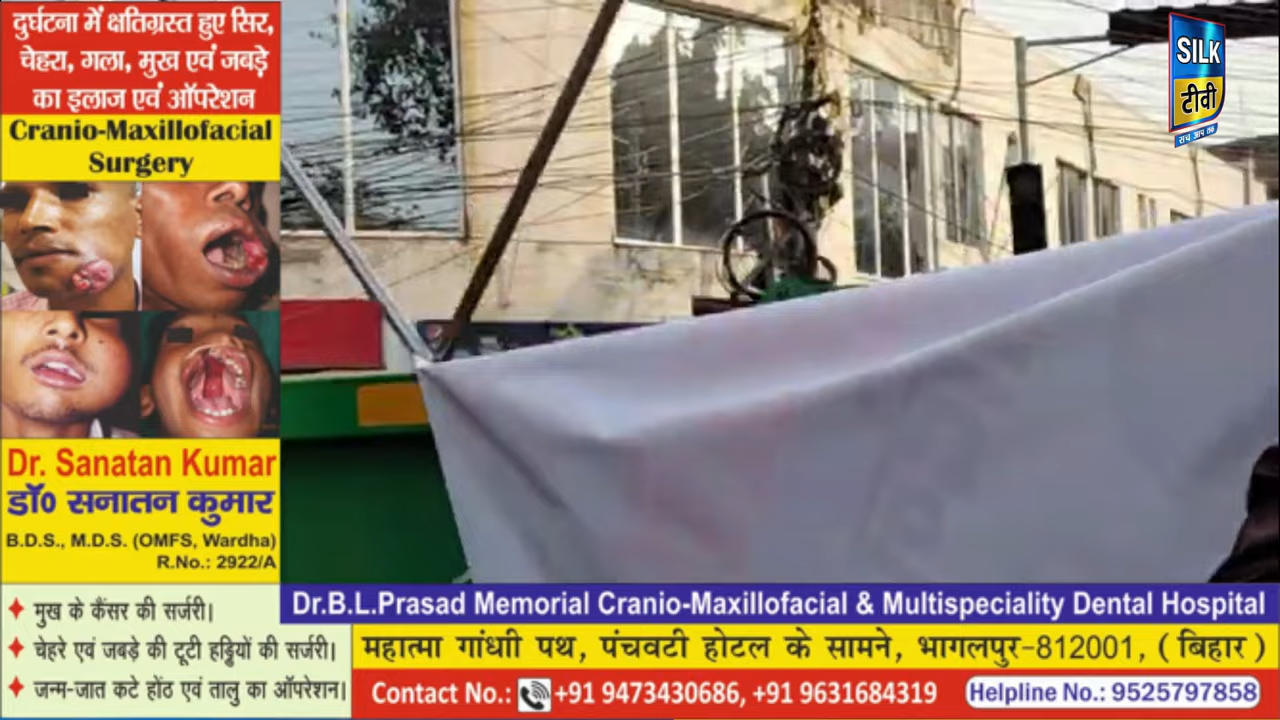 दुर्घटना में क्षतिग्रस्त हुए सिर,
चेहरा, गला, मुख एवं जबड़े
का इलाज एवं ऑपरेशन
Cranio-Maxillofacial
Surgery
SILK
टीवी
सच आप तक
Dr. Sanatan Kumar
डॉ० सनातन कुमार
B.D.S., M.D.S. (OMFS, Wardha)
R.No.: 2922/A
♦ मुख के कैंसर की सर्जरी।
♦ चेहरे एवं जबड़े की टूटी हड्डियों की सर्जरी।
♦ जन्म-जात कटे होंठ एवं तालु का ऑपरेशन।
Dr.B.L.Prasad Memorial Cranio-Maxillofacial & Multispeciality Dental Hospital
महात्मा गांधाी पथ, पंचवटी होटल के सामने, भागलपुर-812001, ( बिहार )
Contact No.: +91 9473430686, +91 9631684319
Helpline No.: 9525797858